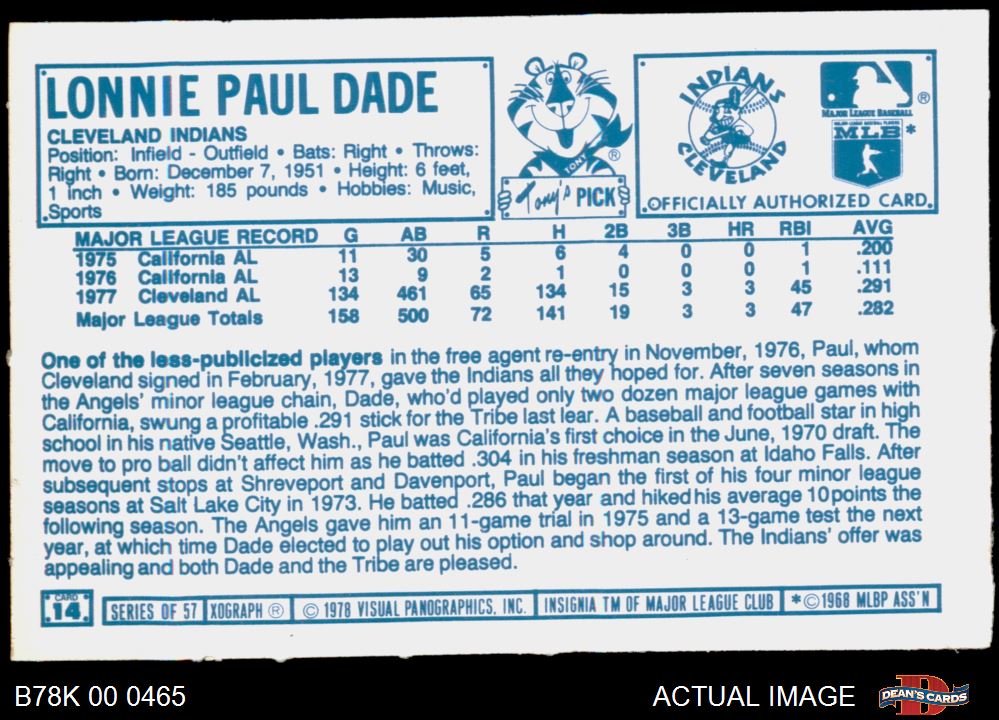 LONNIE PAUL DADE
CLEVELAND INDIANS
Position: Infield - Outfield • Bats: Right • Throws:
Right • Born: December 7, 1951 • Height: 6 feet,
1 inch • Weight: 185 pounds • Hobbies: Music,
Sports
TONY
®
Tony's PICK
INDIANS
CLEVELAND
®
MAJOR LEAGUE BASEBALL
MAJOR LEAGUE BASEBALL PLAYERS
MLB *
OFFICIALLY AUTHORIZED CARD.
MAJOR LEAGUE RECORD G AB R H 2B 3B HR RBI AVG
1975 California AL 11 30 5 6 4 0 0 1 .200
1976 California AL 13 9 2 1 0 0 0 1 .111
1977 Cleveland AL 134 461 65 134 15 3 3 45 .291
Major League Totals 158 500 72 141 19 3 3 47 .282
One of the less-publicized players in the free agent re-entry in November, 1976, Paul, whom
Cleveland signed in February, 1977, gave the Indians all they hoped for. After seven seasons in
the Angels' minor league chain, Dade, who'd played only two dozen major league games with
California, swung a profitable .291 stick for the Tribe last lear. A baseball and football star in high
school in his native Seattle, Wash., Paul was California's first choice in the June, 1970 draft. The
move to pro ball didn't affect him as he batted .304 in his freshman season at Idaho Falls. After
subsequent stops at Shreveport and Davenport, Paul began the first of his four minor league
seasons at Salt Lake City in 1973. He batted .286 that year and hiked his average 10 points the
following season. The Angels gave him an 11-game trial in 1975 and a 13-game test the next
year, at which time Dade elected to play out his option and shop around. The Indians' offer was
appealing and both Dade and the Tribe are pleased.
CARD
14 SERIES OF 57 XOGRAPH ® © 1978 VISUAL PANOGRAPHICS, INC. INSIGNIA TM OF MAJOR LEAGUE CLUB *©1968 MLBP ASS'N
B78K 00 0465 ACTUAL IMAGE DEAN'S CARDS